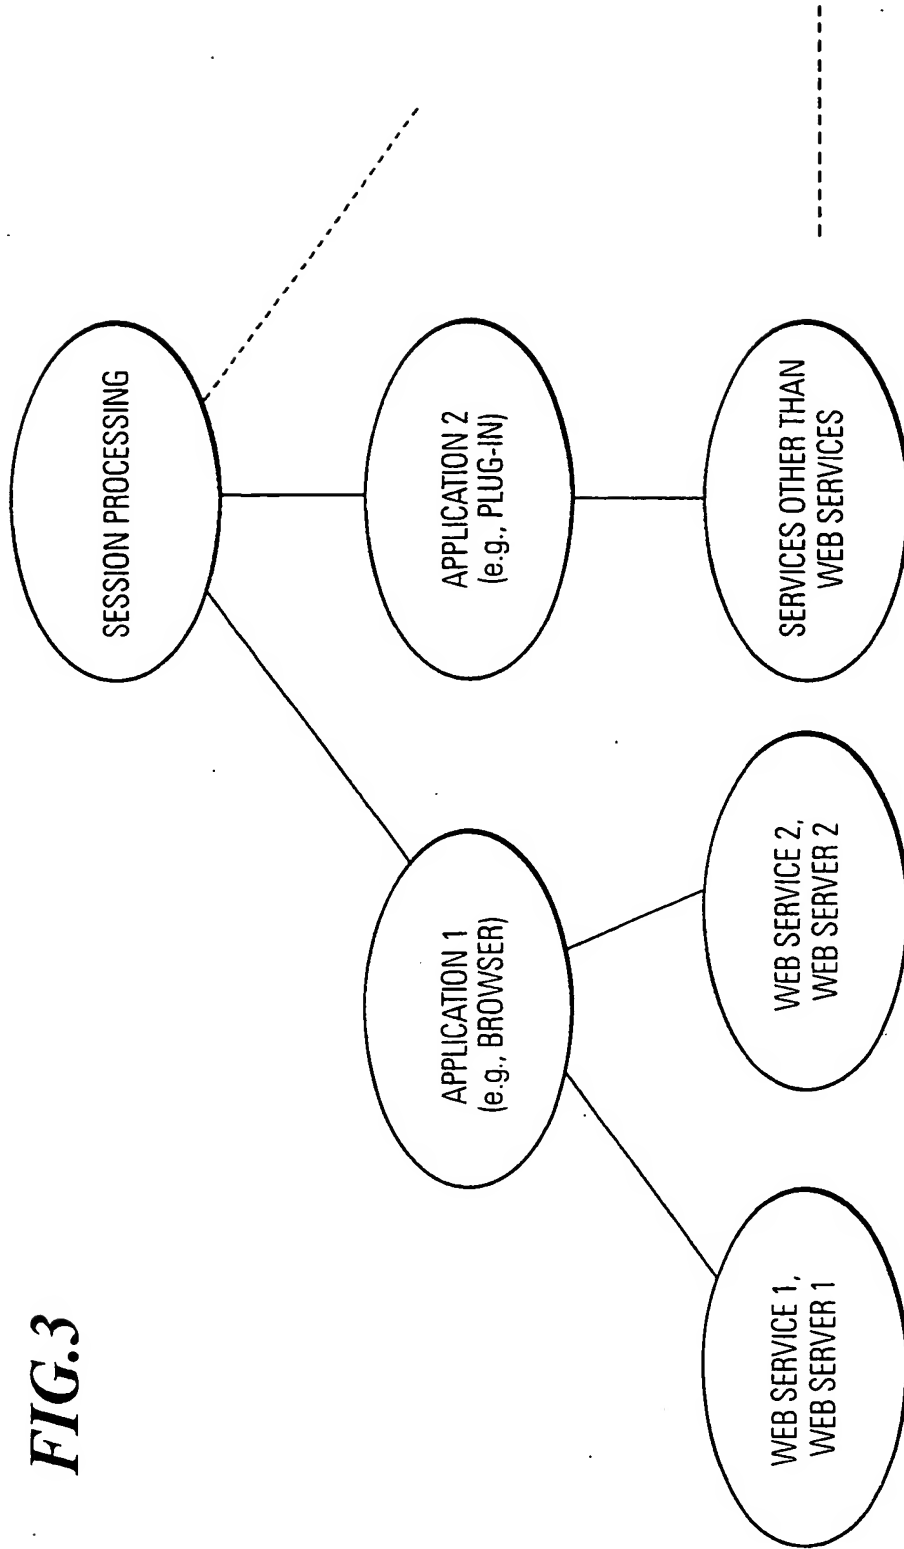 FIG.3
SESSION PROCESSING
APPLICATION 1
(e.g., BROWSER)
APPLICATION 2
(e.g., PLUG-IN)
WEB SERVICE 1,
WEB SERVER 1
WEB SERVICE 2,
WEB SERVER 2
SERVICES OTHER THAN
WEB SERVICES